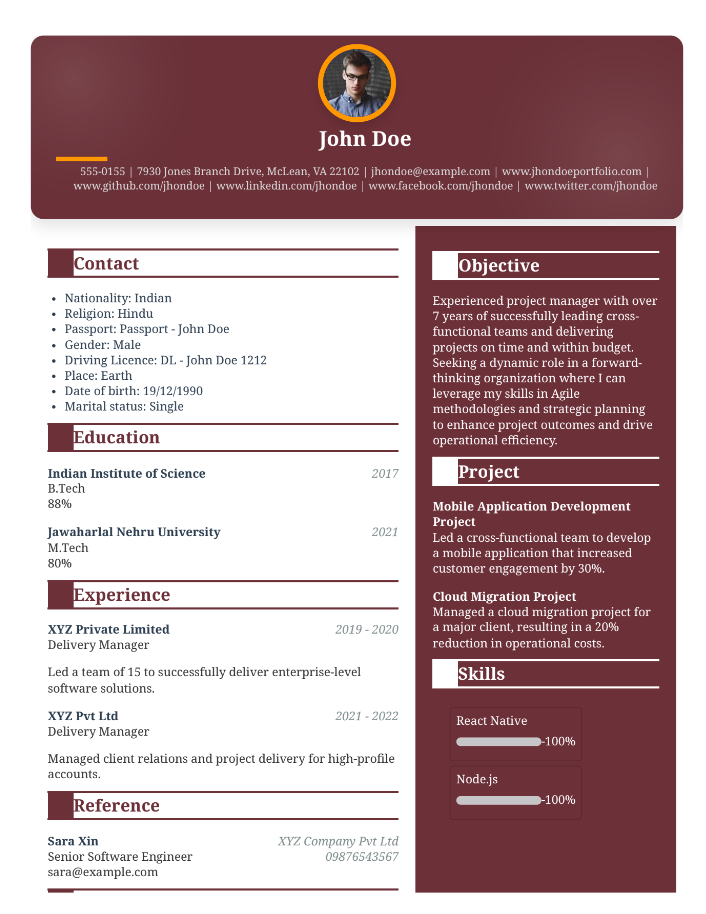 John Doe
555-0155 | 7930 Jones Branch Drive, McLean, VA 22102 | jhondoe@example.com | www.jhondoeportfolio.com |
www.github.com/jhondoe | www.linkedin.com/jhondoe | www.facebook.com/jhondoe | www.twitter.com/jhondoe
Contact
• Nationality: Indian
• Religion: Hindu
• Passport: Passport - John Doe
• Gender: Male
• Driving Licence: DL - John Doe 1212
• Place: Earth
• Date of birth: 19/12/1990
• Marital status: Single
Education
Indian Institute of Science 2017
B.Tech
88%
Jawaharlal Nehru University 2021
M.Tech
80%
Experience
XYZ Private Limited 2019 - 2020
Delivery Manager
Led a team of 15 to successfully deliver enterprise-level
software solutions.
XYZ Pvt Ltd 2021 - 2022
Delivery Manager
Managed client relations and project delivery for high-profile
accounts.
Reference
Sara Xin XYZ Company Pvt Ltd
Senior Software Engineer 09876543567
sara@example.com
Objective
Experienced project manager with over
7 years of successfully leading cross-
functional teams and delivering
projects on time and within budget.
Seeking a dynamic role in a forward-
thinking organization where I can
leverage my skills in Agile
methodologies and strategic planning
to enhance project outcomes and drive
operational efficiency.
Project
Mobile Application Development
Project
Led a cross-functional team to develop
a mobile application that increased
customer engagement by 30%.
Cloud Migration Project
Managed a cloud migration project for
a major client, resulting in a 20%
reduction in operational costs.
Skills
React Native
-100%
Node.js
-100%